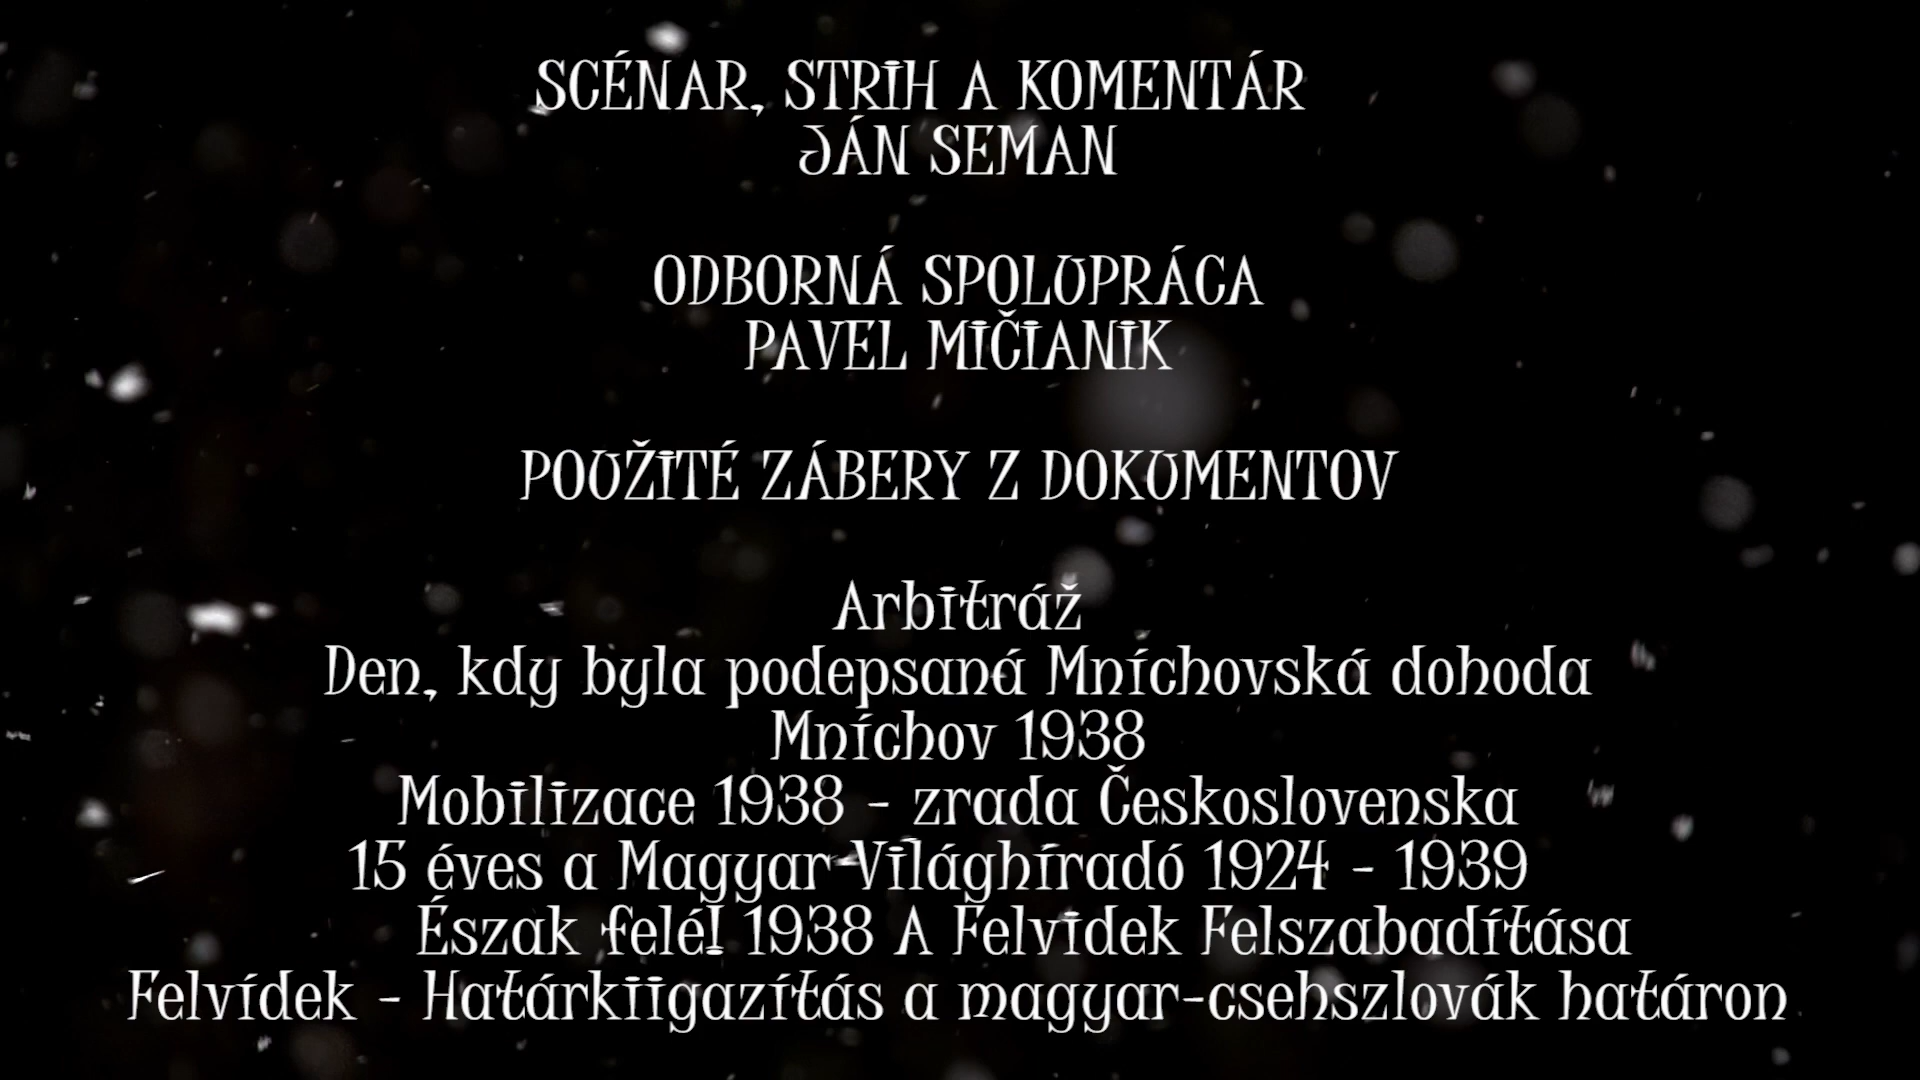 SCÉNAR, STRIH A KOMENTÁR
JÁN SEMAN
ODBORNÁ SPOLUPRÁCA
PAVEL MIČIANIK
POUŽITÉ ZÁBERY Z DOKUMENTOV
Arbitráž
Den, kdy byla podepsaná Mníchovská dohoda
Mníchov 1938
Mobilizace 1938 - zrada Československa
15 éves a Magyar-Világhíradó 1924 - 1939
Észak felé! 1938 A Felvidek Felszabadítása
Felvídek - Határkiigazítás a magyar-csehszlovák határon